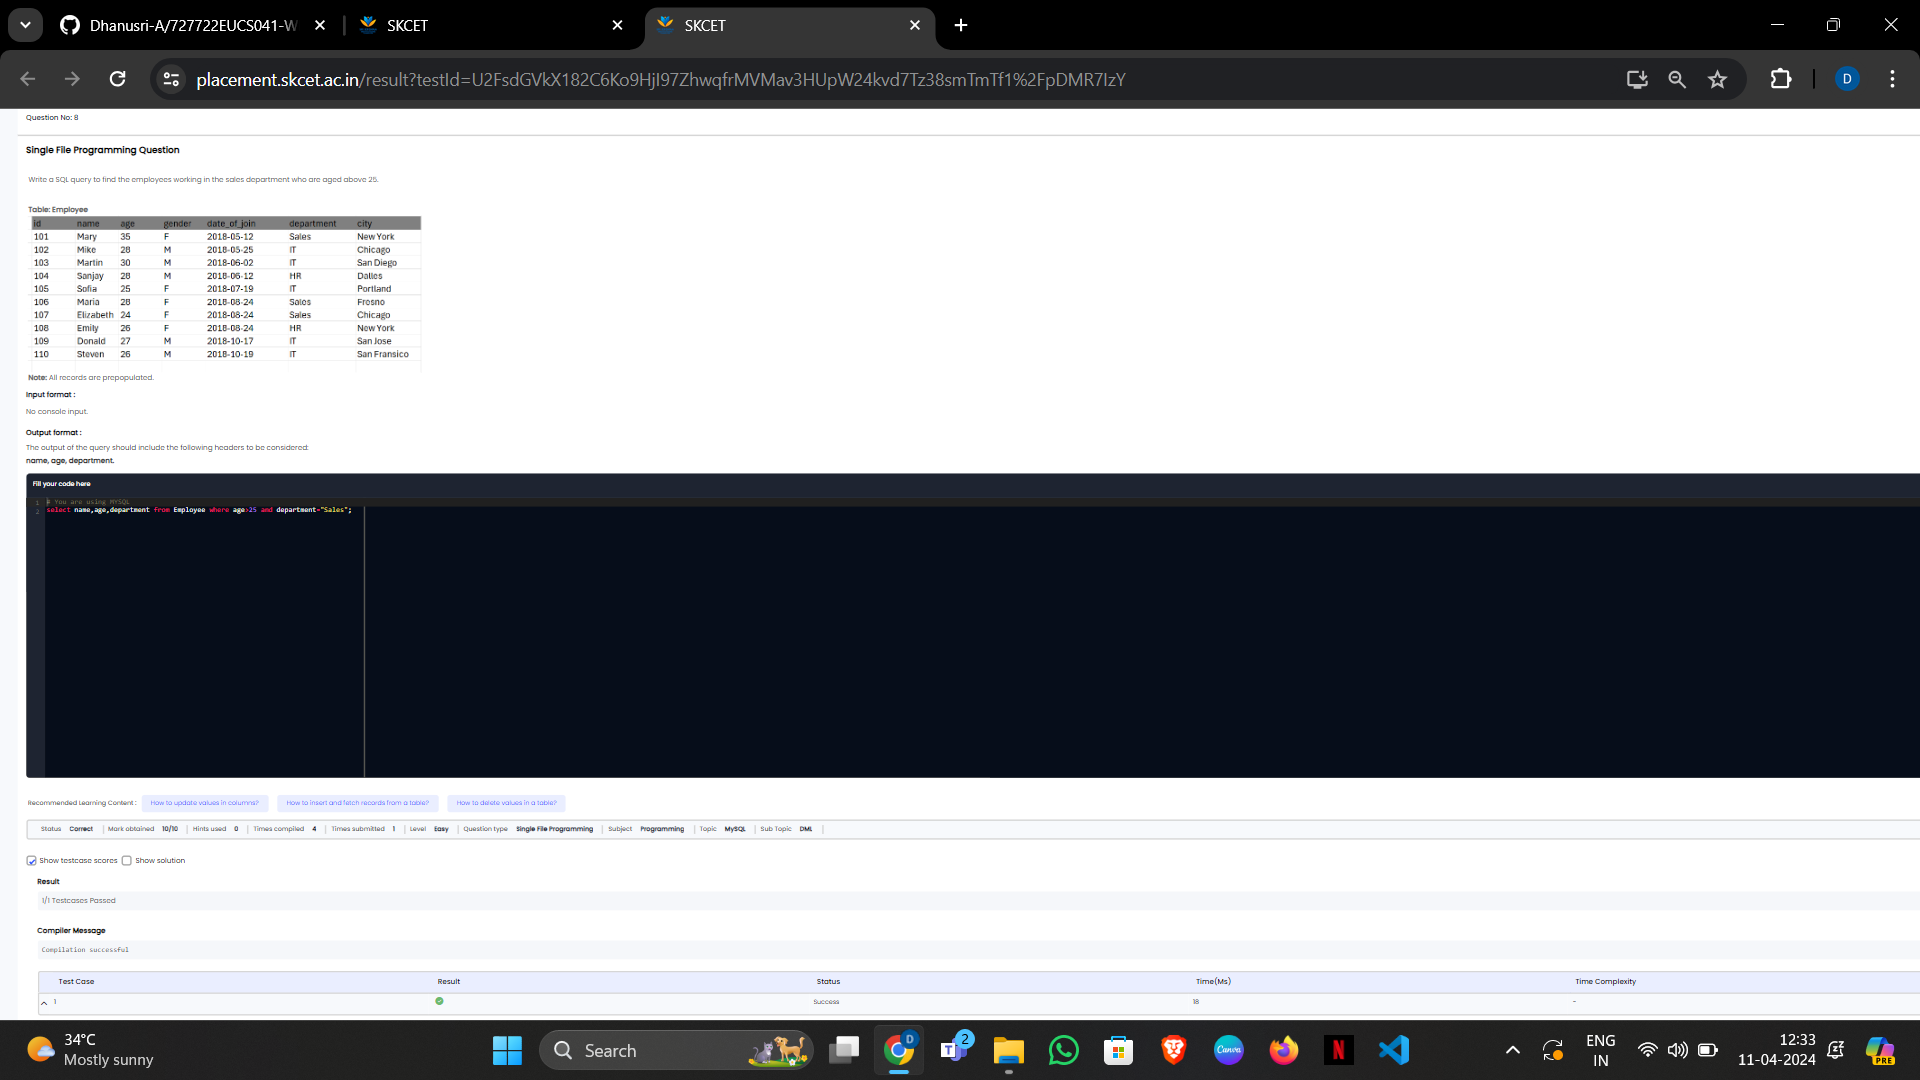 Dhanusri-A/727722EUCS041-W
SKCET
SKCET
placement.skcet.ac.in/result?testId=U2FsdGVkX182C6Ko9HjI97ZhwqfrMVMav3HUpW24kvd7Tz38smTmTf1%2FpDMR7IzY
D
Question No: 8
Single File Programming Question
Write a SQL query to find the employees working in the sales department who are aged above 25.
Table: Employee
id name age gender date_of_join department city
101 Mary 35 F 2018-05-12 Sales New York
102 Mike 28 M 2018-05-25 IT Chicago
103 Martin 30 M 2018-06-02 IT San Diego
104 Sanjay 28 M 2018-06-12 HR Dalles
105 Sofia 25 F 2018-07-19 IT Portland
106 Maria 28 F 2018-08-24 Sales Fresno
107 Elizabeth 24 F 2018-08-24 Sales Chicago
108 Emily 26 F 2018-08-24 HR New York
109 Donald 27 M 2018-10-17 IT San Jose
110 Steven 26 M 2018-10-19 IT San Fransico
Note: All records are prepopulated.
Input format :
No console input.
Output format :
The output of the query should include the following headers to be considered:
name, age, department.
Fill your code here
1 # You are using MYSQL
2 select name,age,department from Employee where age>25 and department="Sales";
Recommended Learning Content : How to update values in columns? How to insert and fetch records from a table? How to delete values in a table?
Status Correct Mark obtained 10/10 Hints used 0 Times compiled 4 Times submitted 1 Level Easy Question type Single File Programming Subject Programming Topic MySQL Sub Topic DML
Show testcase scores Show solution
Result
1/1 Testcases Passed
Compiler Message
Compilation successful
Test Case Result Status Time(Ms) Time Complexity
1 Success 18 -
34°C
Mostly sunny
Search
D
T
2
Canva
N
ENG
IN
12:33
11-04-2024
PRE